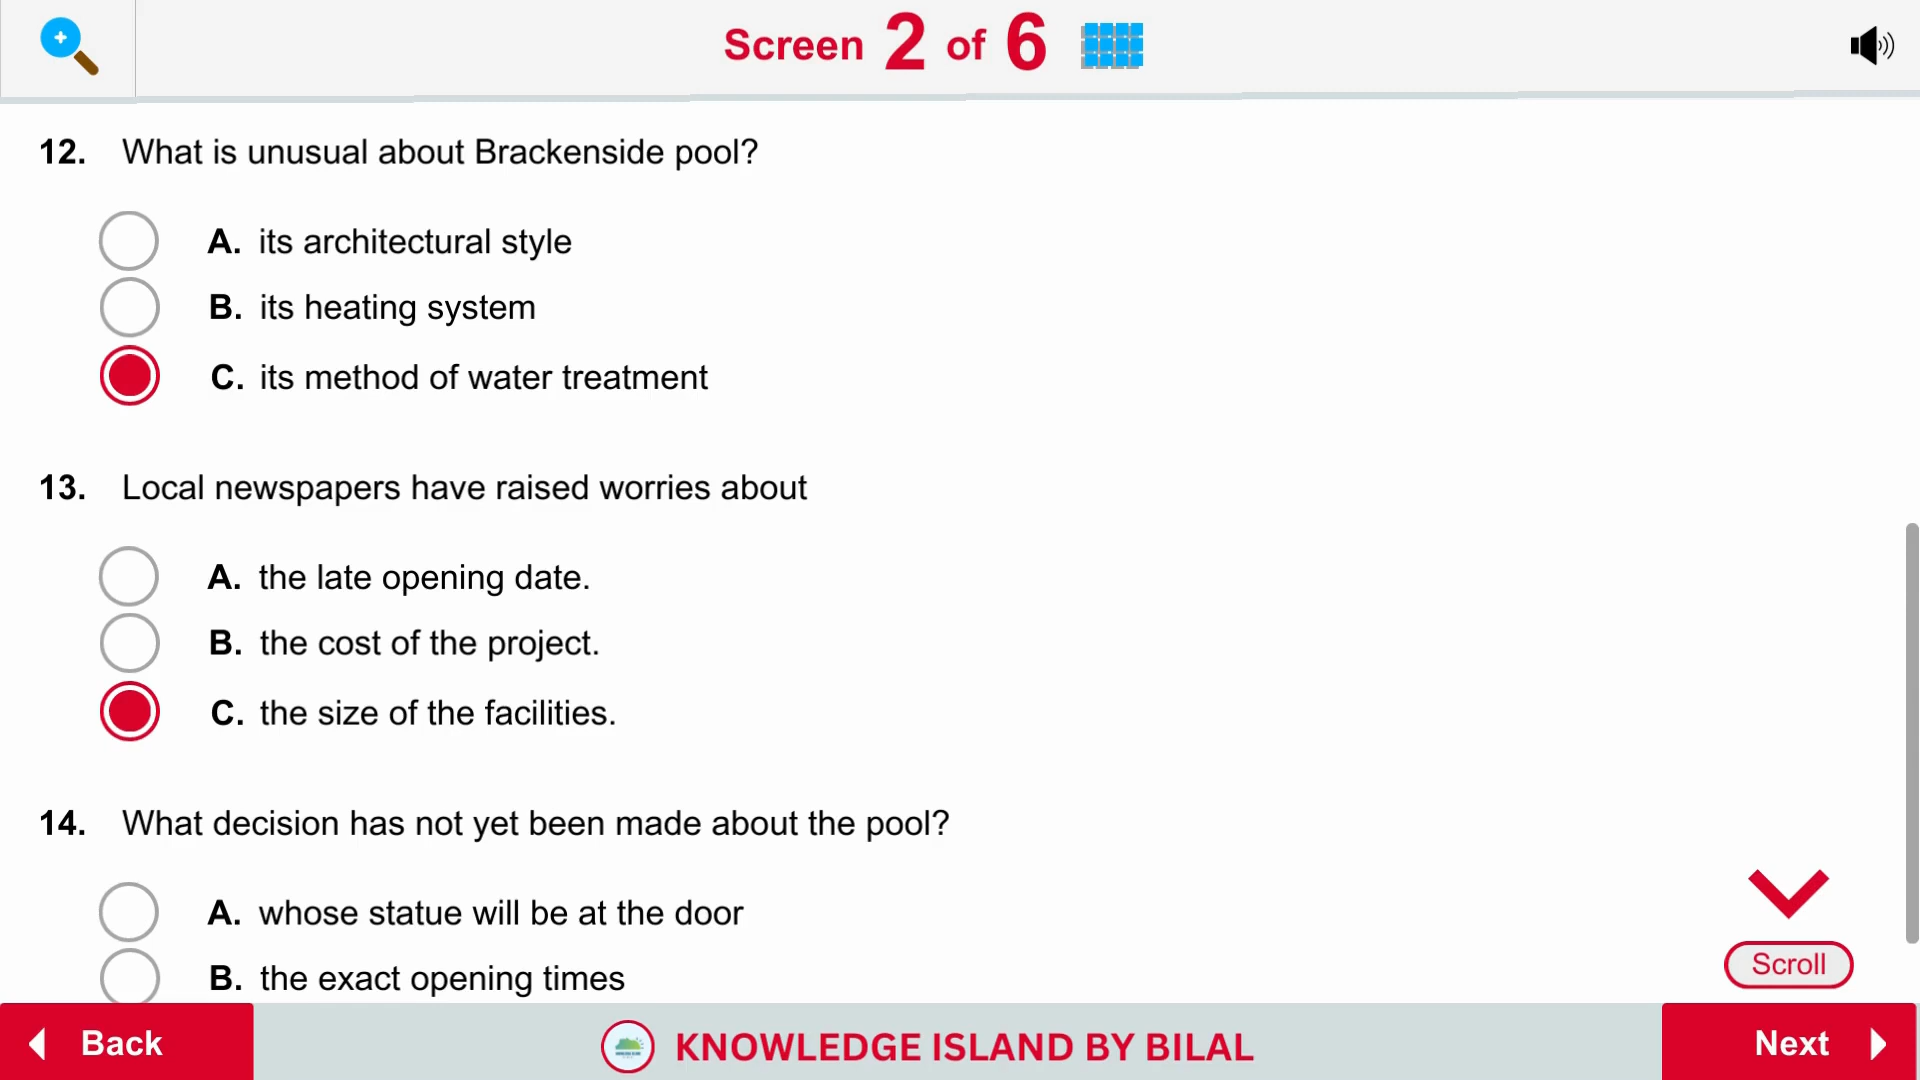 Screen 2 of 6
12. What is unusual about Brackenside pool?
A. its architectural style
B. its heating system
C. its method of water treatment
13. Local newspapers have raised worries about
A. the late opening date.
B. the cost of the project.
C. the size of the facilities.
14. What decision has not yet been made about the pool?
A. whose statue will be at the door
B. the exact opening times
Scroll
Back
KNOWLEDGE ISLAND BY BILAL
Next